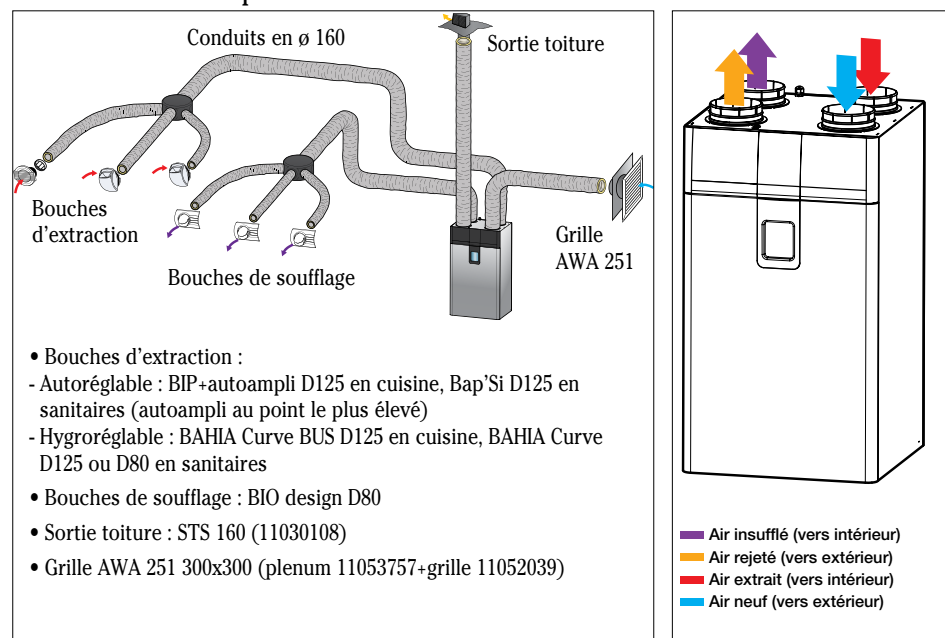 Conduits en ø 160
Sortie toiture
Bouches
d’extraction
Bouches de soufflage
Grille
AWA 251
• Bouches d’extraction :
- Autoréglable : BIP+autoampli D125 en cuisine, Bap’Si D125 en
sanitaires (autoampli au point le plus élevé)
- Hygroréglable : BAHIA Curve BUS D125 en cuisine, BAHIA Curve
D125 ou D80 en sanitaires
• Bouches de soufflage : BIO design D80
• Sortie toiture : STS 160 (11030108)
• Grille AWA 251 300x300 (plenum 11053757+grille 11052039)
Air insufflé (vers intérieur)
Air rejeté (vers extérieur)
Air extrait (vers intérieur)
Air neuf (vers extérieur)